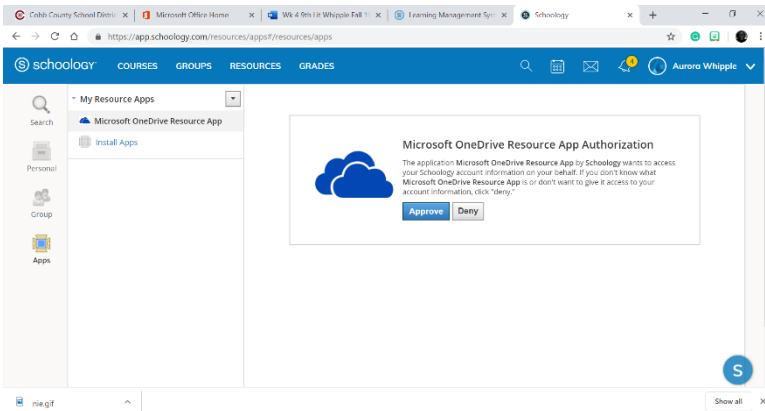 Cobb County School Distric
Microsoft Office Home
Wk 4 9th Lit Whipple Fall
Learning Management Syst
Schoology
https://app.schoology.com/resources/apps#/resources/apps
S schoology
COURSES
GROUPS
RESOURCES
GRADES
4
Aurora Whipple
Search
Personal
Group
Apps
My Resource Apps
Microsoft OneDrive Resource App
Install Apps
Microsoft OneDrive Resource App Authorization
The application Microsoft OneDrive Resource App by Schoology wants to access
your Schoology account information on your behalf. If you don't know what
Microsoft OneDrive Resource App is or don't want to give it access to your
account information, click "deny."
Approve
Deny
S
nie.gif
Show all